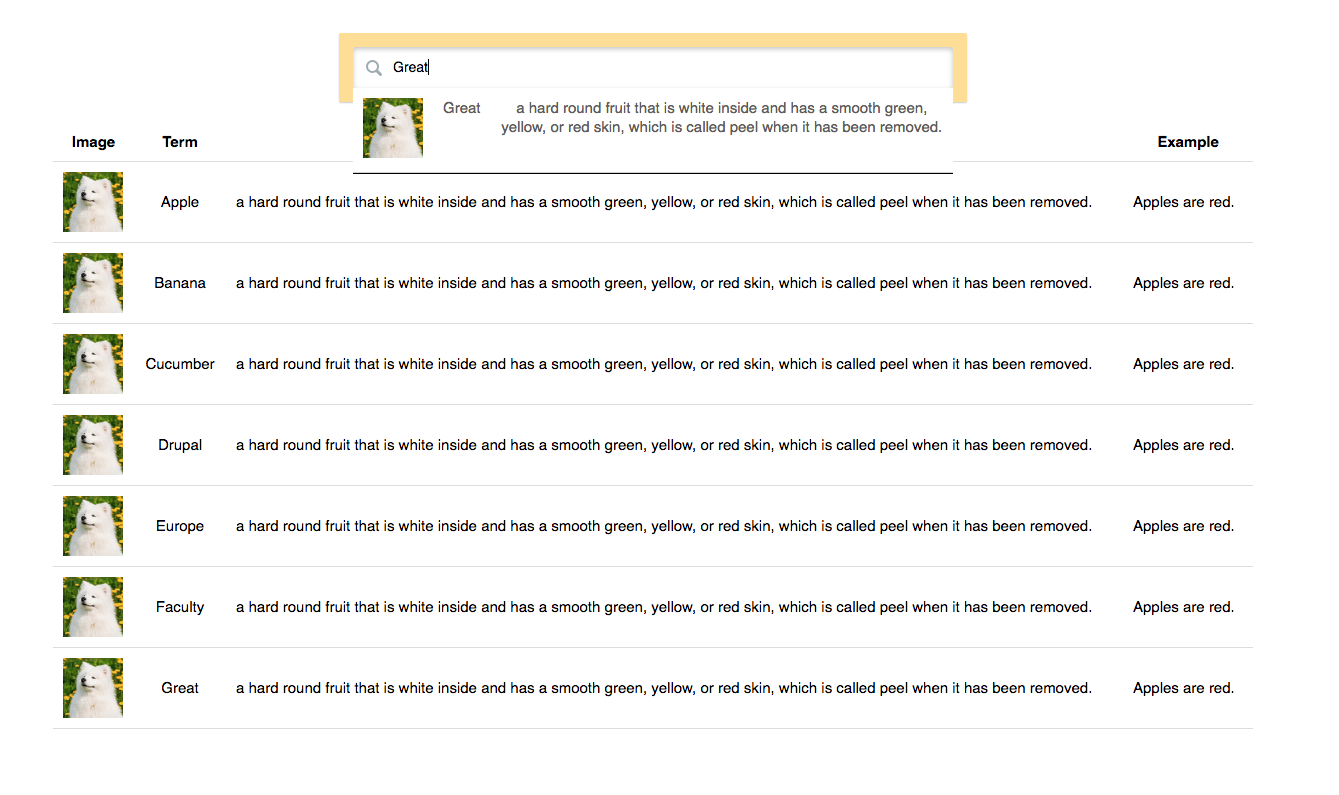 Great
Great a hard round fruit that is white inside and has a smooth green,
yellow, or red skin, which is called peel when it has been removed.
Image Term Example
Apple a hard round fruit that is white inside and has a smooth green, yellow, or red skin, which is called peel when it has been removed. Apples are red.
Banana a hard round fruit that is white inside and has a smooth green, yellow, or red skin, which is called peel when it has been removed. Apples are red.
Cucumber a hard round fruit that is white inside and has a smooth green, yellow, or red skin, which is called peel when it has been removed. Apples are red.
Drupal a hard round fruit that is white inside and has a smooth green, yellow, or red skin, which is called peel when it has been removed. Apples are red.
Europe a hard round fruit that is white inside and has a smooth green, yellow, or red skin, which is called peel when it has been removed. Apples are red.
Faculty a hard round fruit that is white inside and has a smooth green, yellow, or red skin, which is called peel when it has been removed. Apples are red.
Great a hard round fruit that is white inside and has a smooth green, yellow, or red skin, which is called peel when it has been removed. Apples are red.